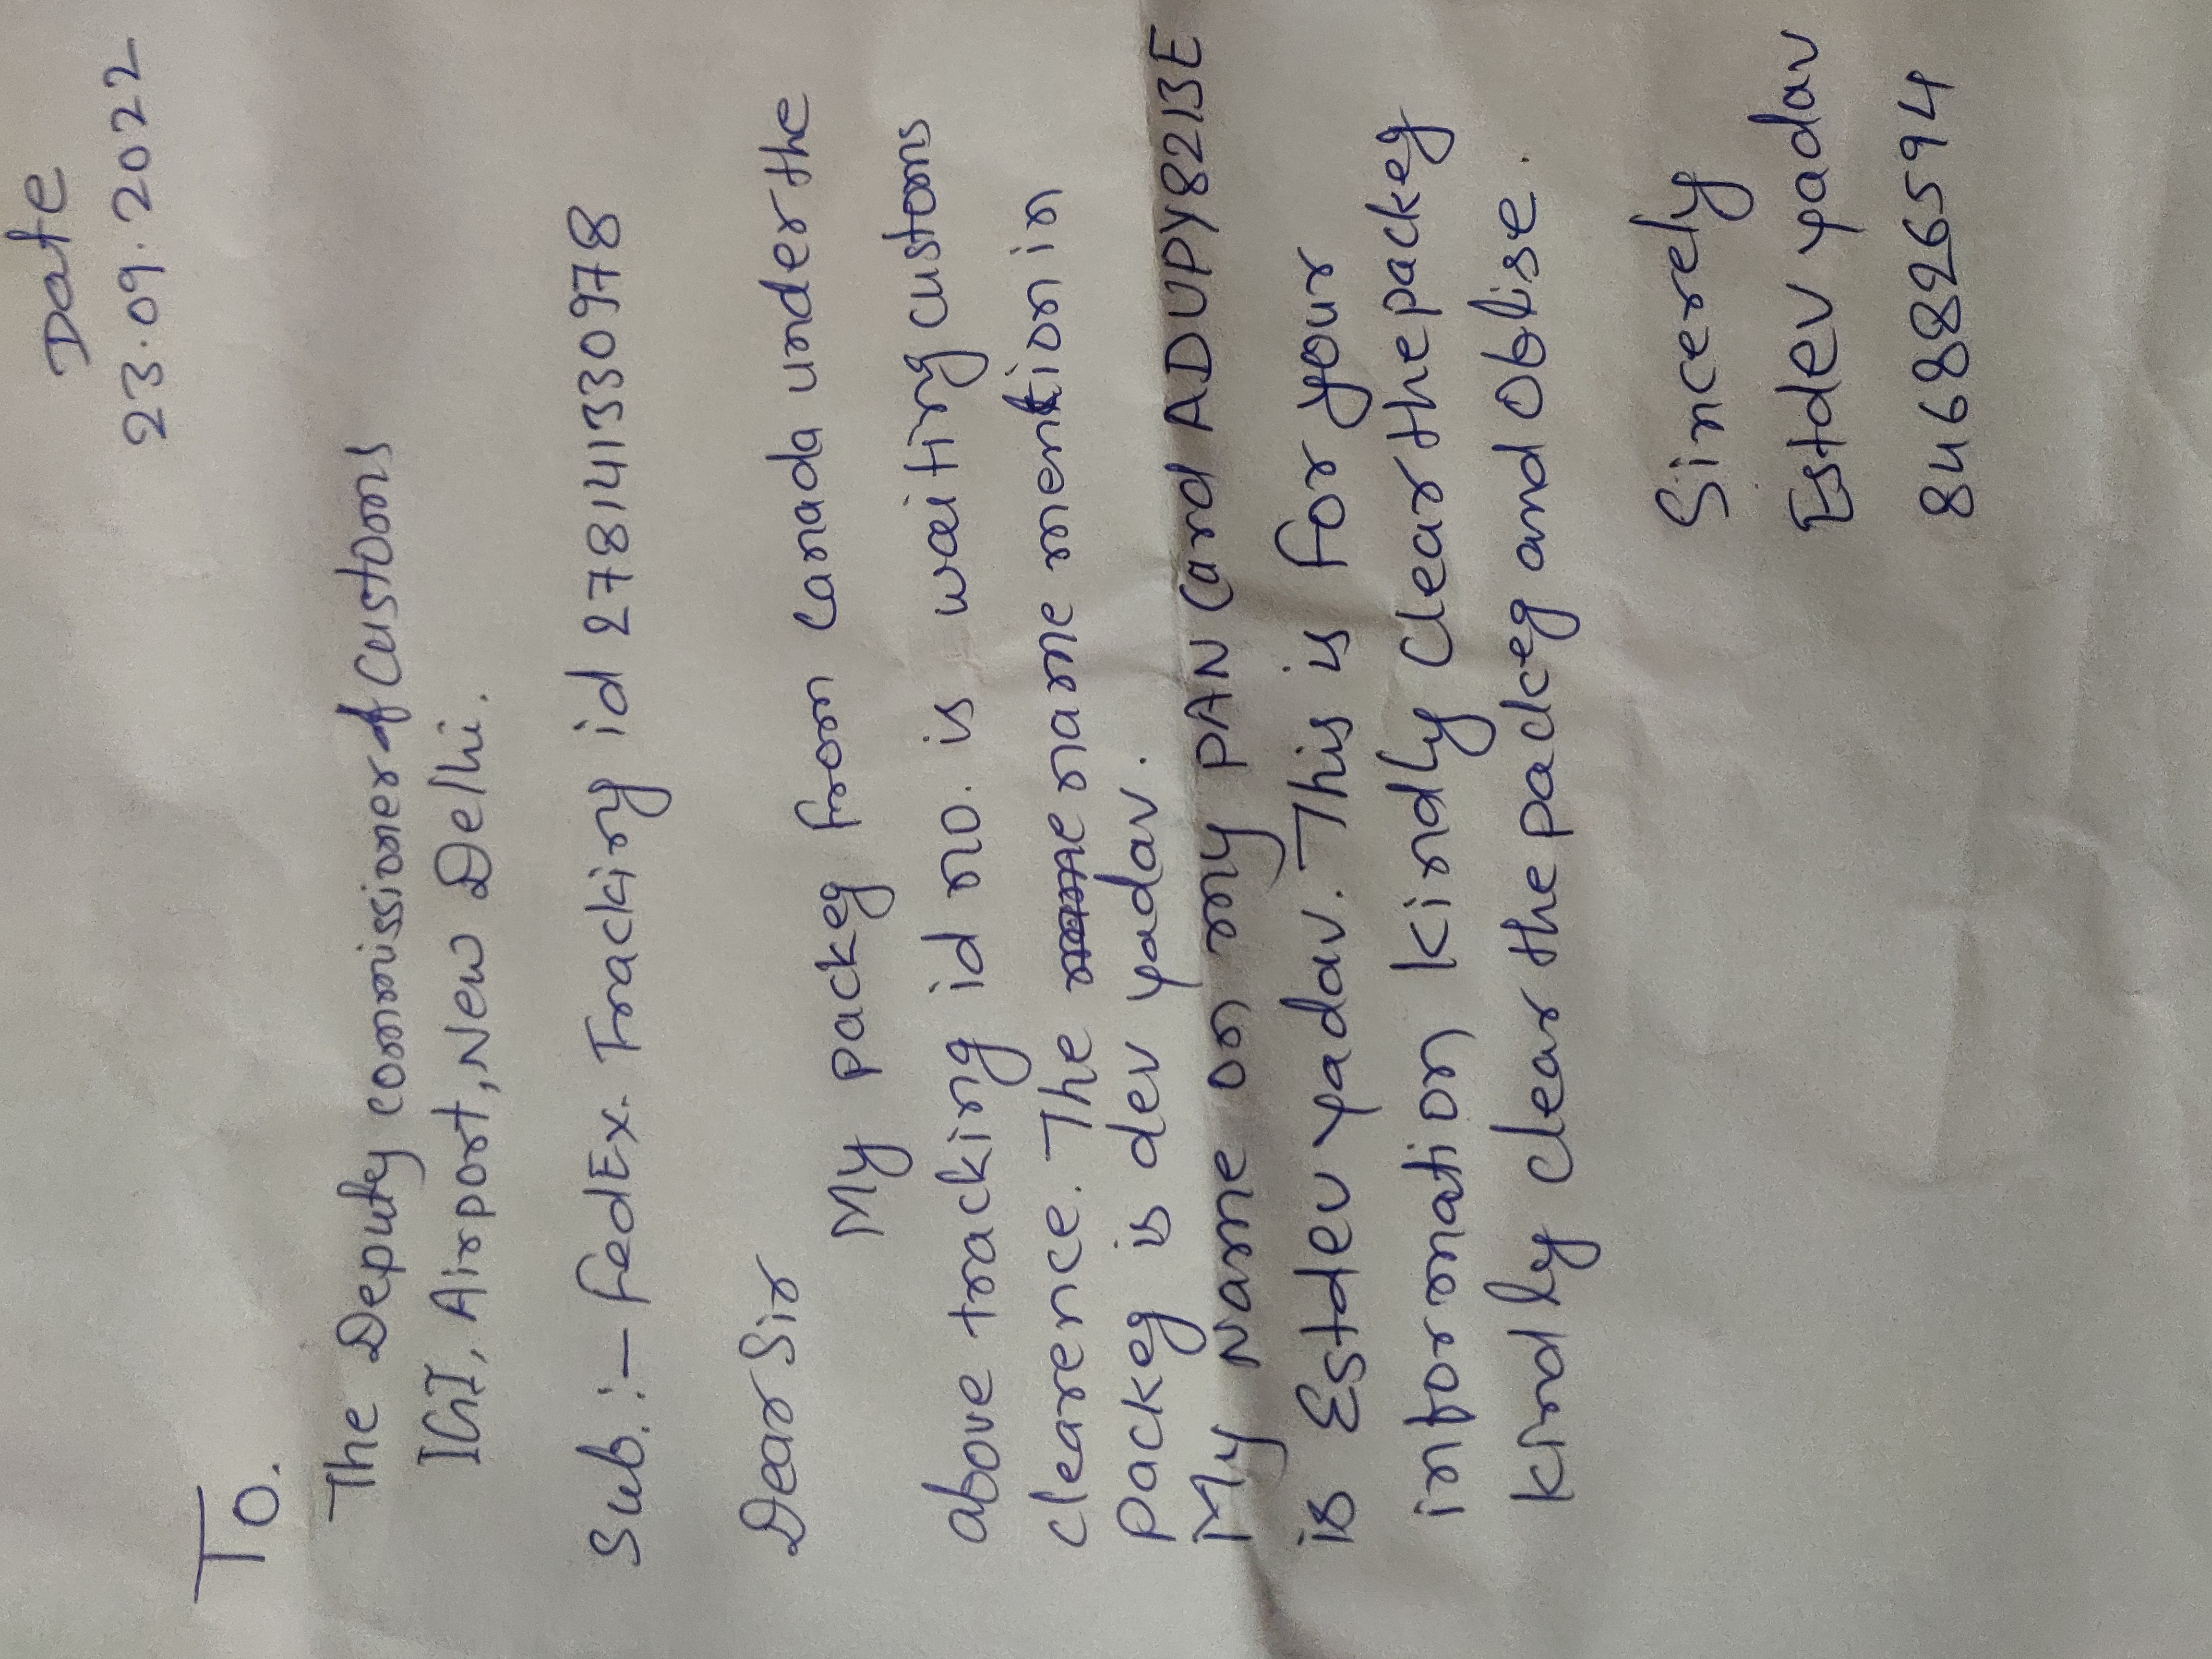 Date
23.09.2022
To.
The Deputy commissioner of Customs
IGI, Airport, New Delhi.
Sub.:- FedEx. Tracking id 278141330978
Dear Sir
My packeg from Canada under the
above tracking id no. is waiting customs
clearence. The name mention in
packeg is dev yadav.
My Name on my PAN Card ADUPY8213E
is Estdev yadav. This is for your
information kindly clear the packeg
kindly clear the packeg and Oblise.
Sincerely
Estdev yadav
8468826594